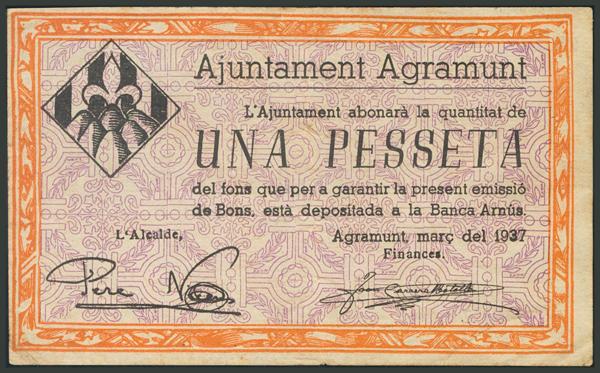 Ajuntament Agramunt
L'Ajuntament abonarà la quantitat de
UNA PESSETA
del fons que per a garantir la present emissió
de Bons, està depositada a la Banca Arnús.
L'Alcalde,
Agramunt, març del 1937
Finances.
Pere